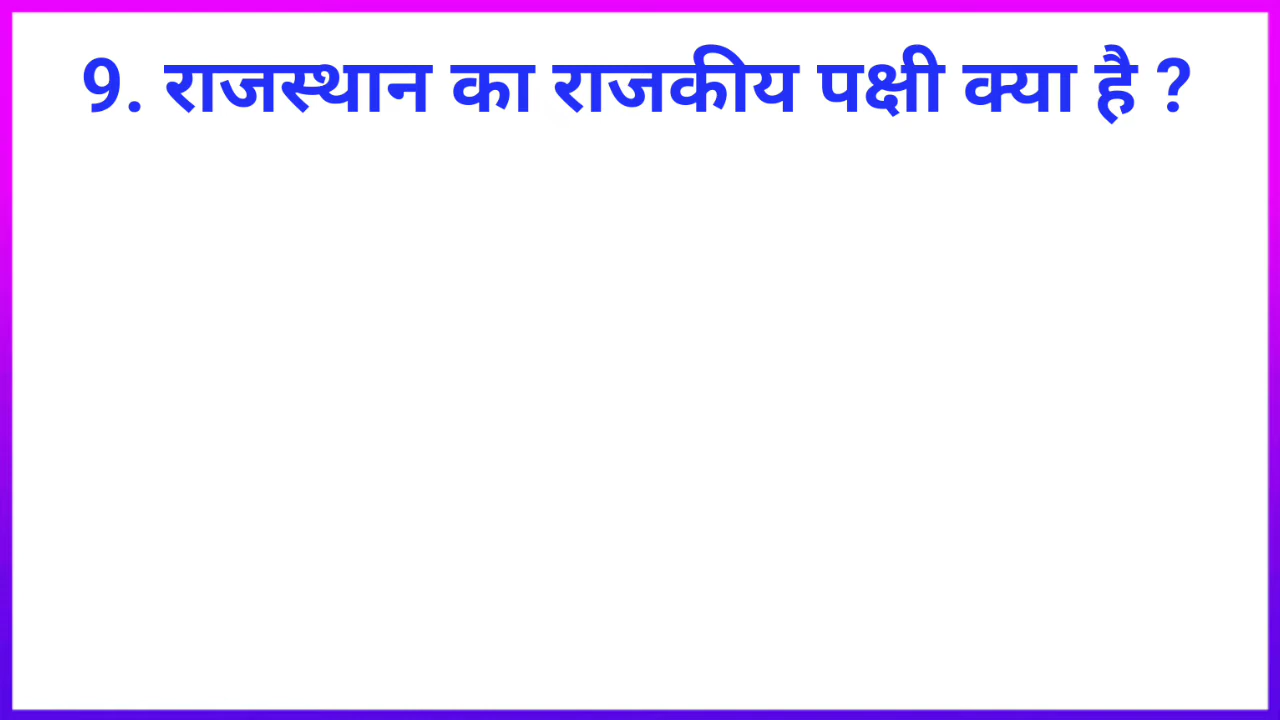 9. राजस्थान का राजकीय पक्षी क्या है ?